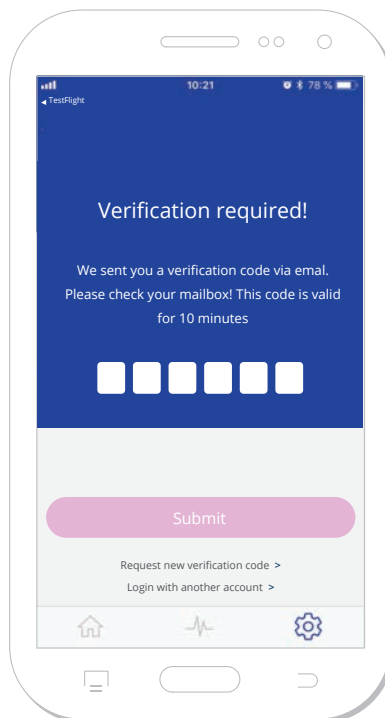 10:21
78 %
TestFlight
Verification required!
We sent you a verification code via emal.
Please check your mailbox! This code is valid
for 10 minutes
Submit
Request new verification code >
Login with another account >